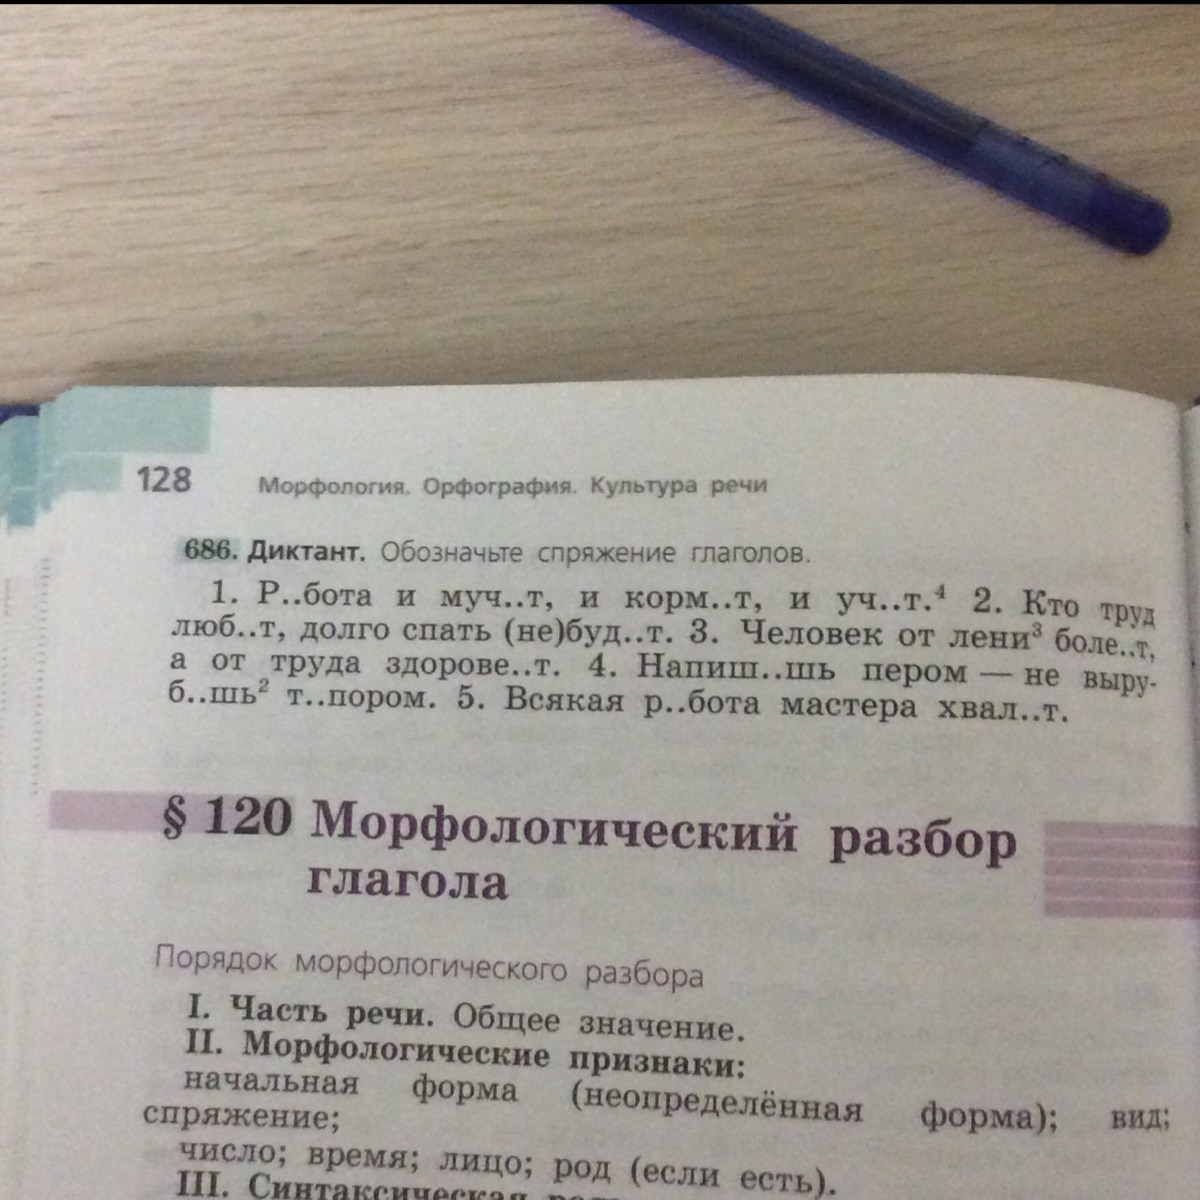 128 Морфология. Орфография. Культура речи
686. Диктант. Обозначьте спряжение глаголов.
1. Р..бота и муч..т, и корм..т, и уч..т.⁴ 2. Кто труд
люб..т, долго спать (не)буд..т. 3. Человек от лени³ боле..т,
а от труда здорове..т. 4. Напиш..шь пером — не выру-
б..шь² т..пором. 5. Всякая р..бота мастера хвал..т.
§ 120 Морфологический разбор
глагола
Порядок морфологического разбора
I. Часть речи. Общее значение.
II. Морфологические признаки:
начальная форма (неопределённая форма); вид;
спряжение;
число; время; лицо; род (если есть).
III. Синтаксическая